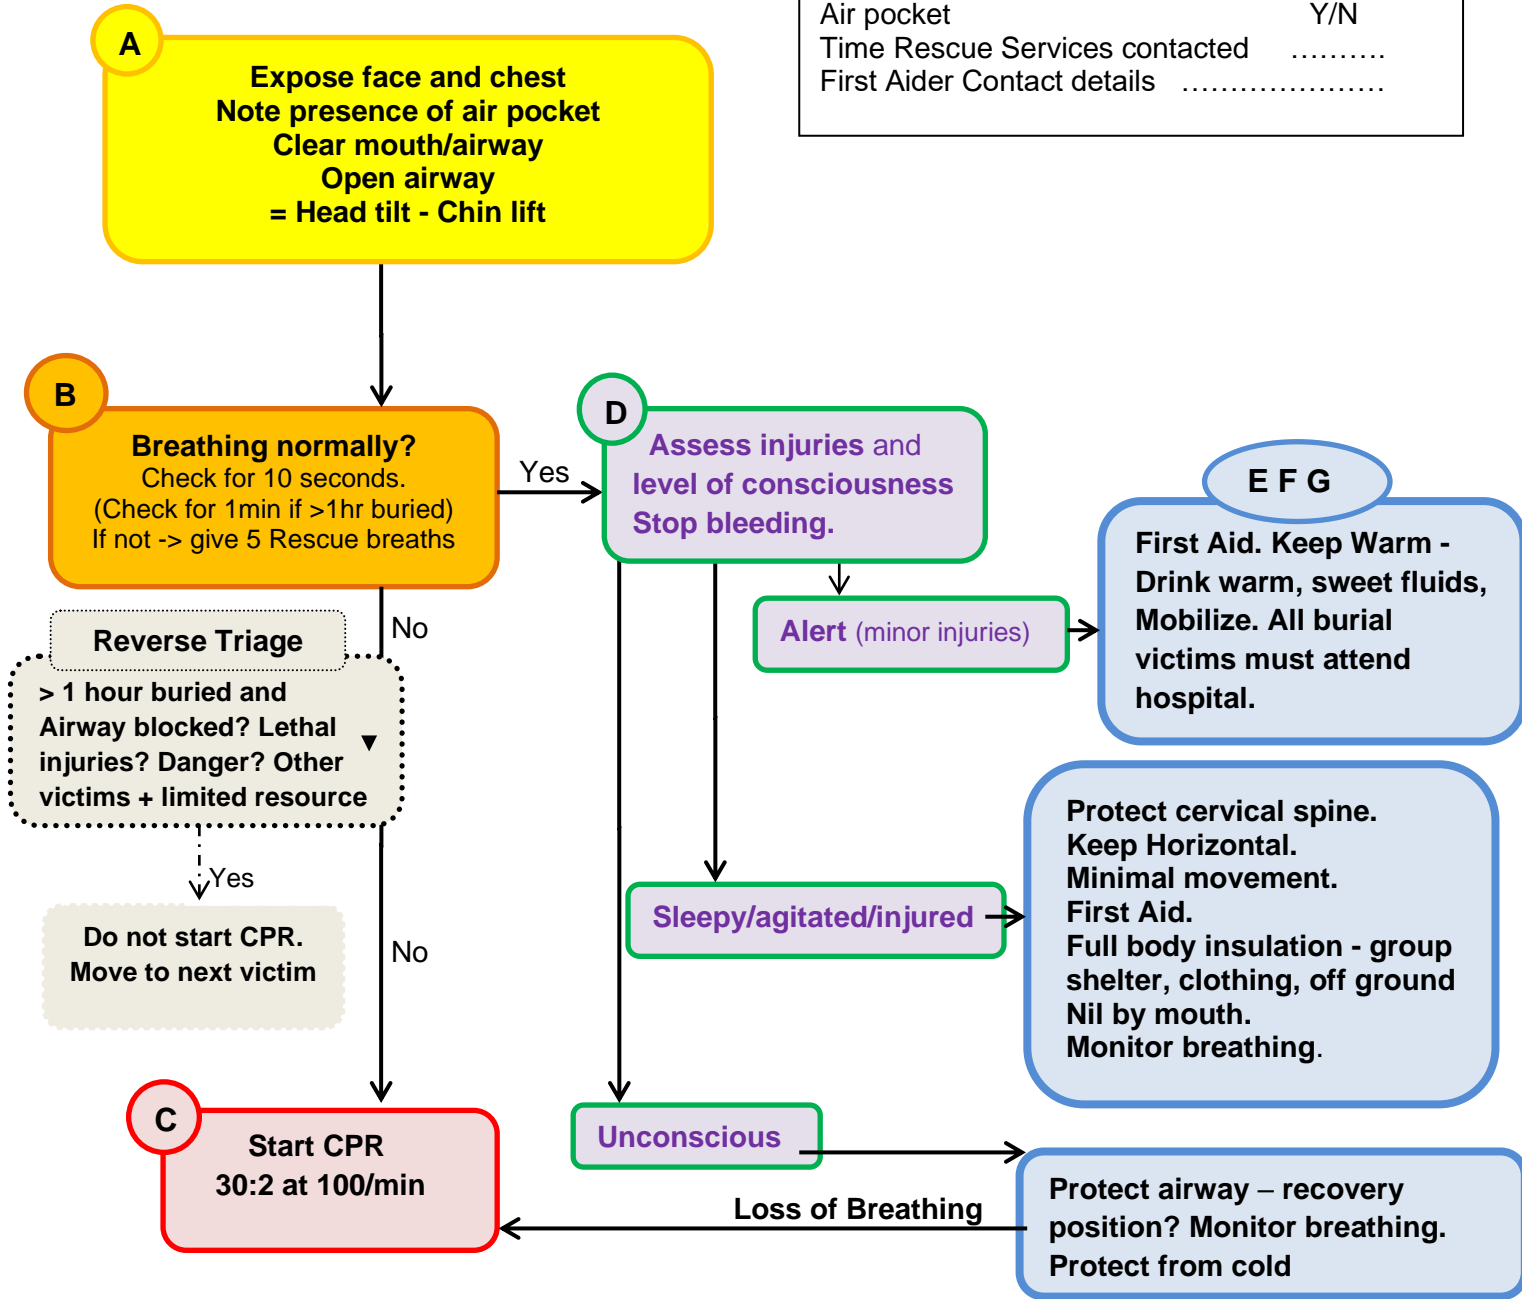 Air pocket Y/N
Time Rescue Services contacted ..........
First Aider Contact details .....................
A
Expose face and chest
Note presence of air pocket
Clear mouth/airway
Open airway
= Head tilt - Chin lift
B
Breathing normally?
Check for 10 seconds.
(Check for 1min if >1hr buried)
If not -> give 5 Rescue breaths
Yes
No
D
Assess injuries and
level of consciousness
Stop bleeding.
E F G
First Aid. Keep Warm -
Drink warm, sweet fluids,
Mobilize. All burial
victims must attend
hospital.
Alert (minor injuries)
Reverse Triage
> 1 hour buried and
Airway blocked? Lethal
injuries? Danger? Other
victims + limited resource
▼
Yes
Do not start CPR.
Move to next victim
No
Sleepy/agitated/injured
Protect cervical spine.
Keep Horizontal.
Minimal movement.
First Aid.
Full body insulation - group
shelter, clothing, off ground
Nil by mouth.
Monitor breathing.
C
Start CPR
30:2 at 100/min
Unconscious
Loss of Breathing
Protect airway – recovery
position? Monitor breathing.
Protect from cold